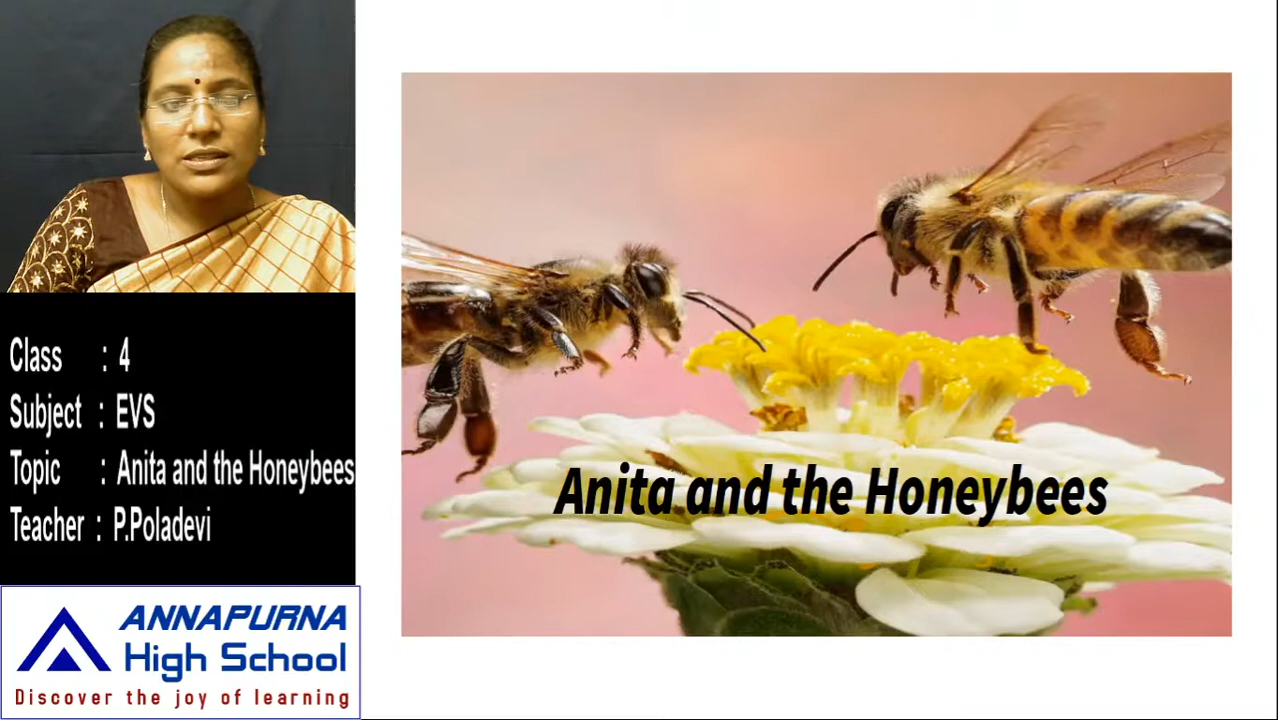 Class : 4
Subject : EVS
Topic : Anita and the Honeybees
Teacher : P.Poladevi
ANNAPURNA
High School
Discover the joy of learning
Anita and the Honeybees